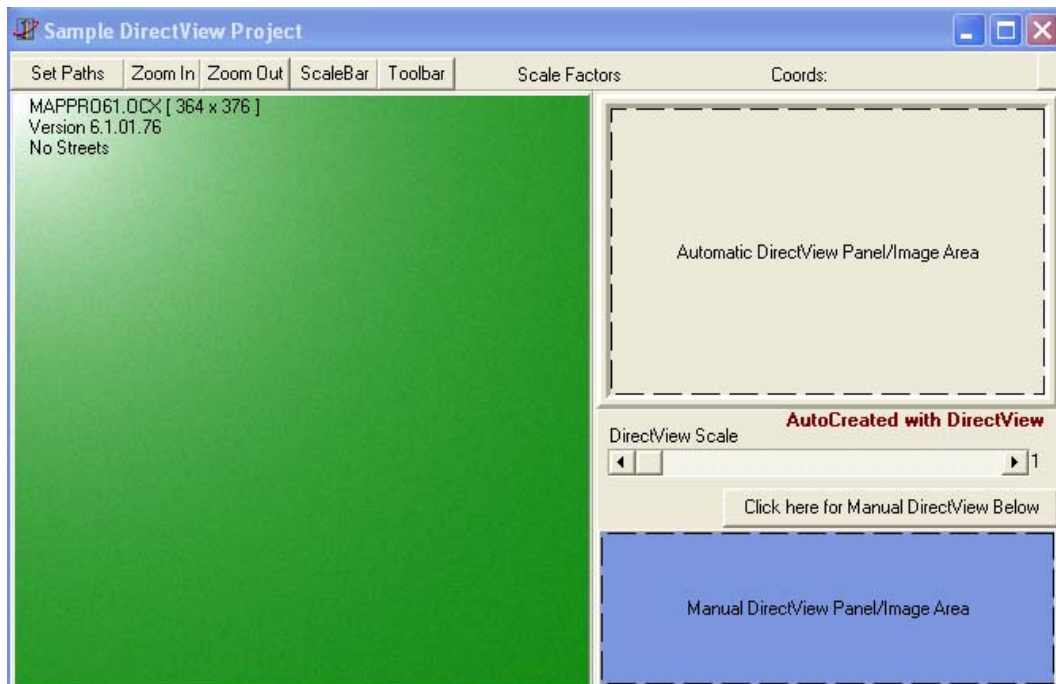 Sample DirectView Project
Set Paths Zoom In Zoom Out ScaleBar Toolbar Scale Factors Coords:
MAPPRO61.OCX [ 364 x 376 ]
Version 6.1.01.76
No Streets
Automatic DirectView Panel/Image Area
AutoCreated with DirectView
DirectView Scale
1
Click here for Manual DirectView Below
Manual DirectView Panel/Image Area